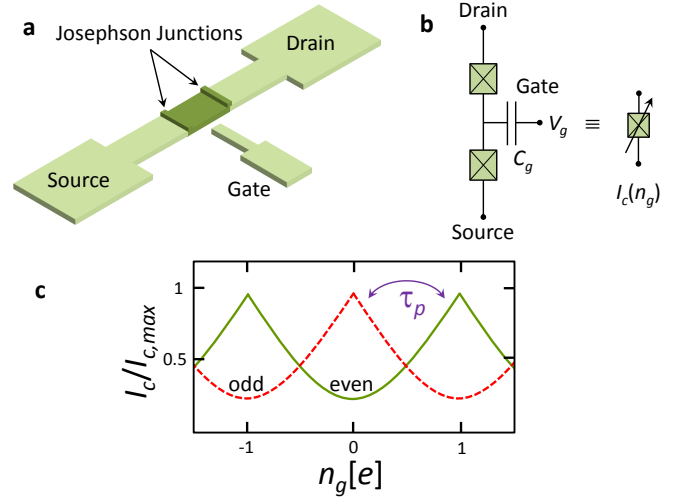 a
Josephson Junctions
Drain
Source
Gate
b
Drain
Gate
V_g
≡
C_g
I_c(n_g)
Source
c
I_c/I_c,max
1
0.5
τ_p
odd
even
-1
0
1
n_g[e]